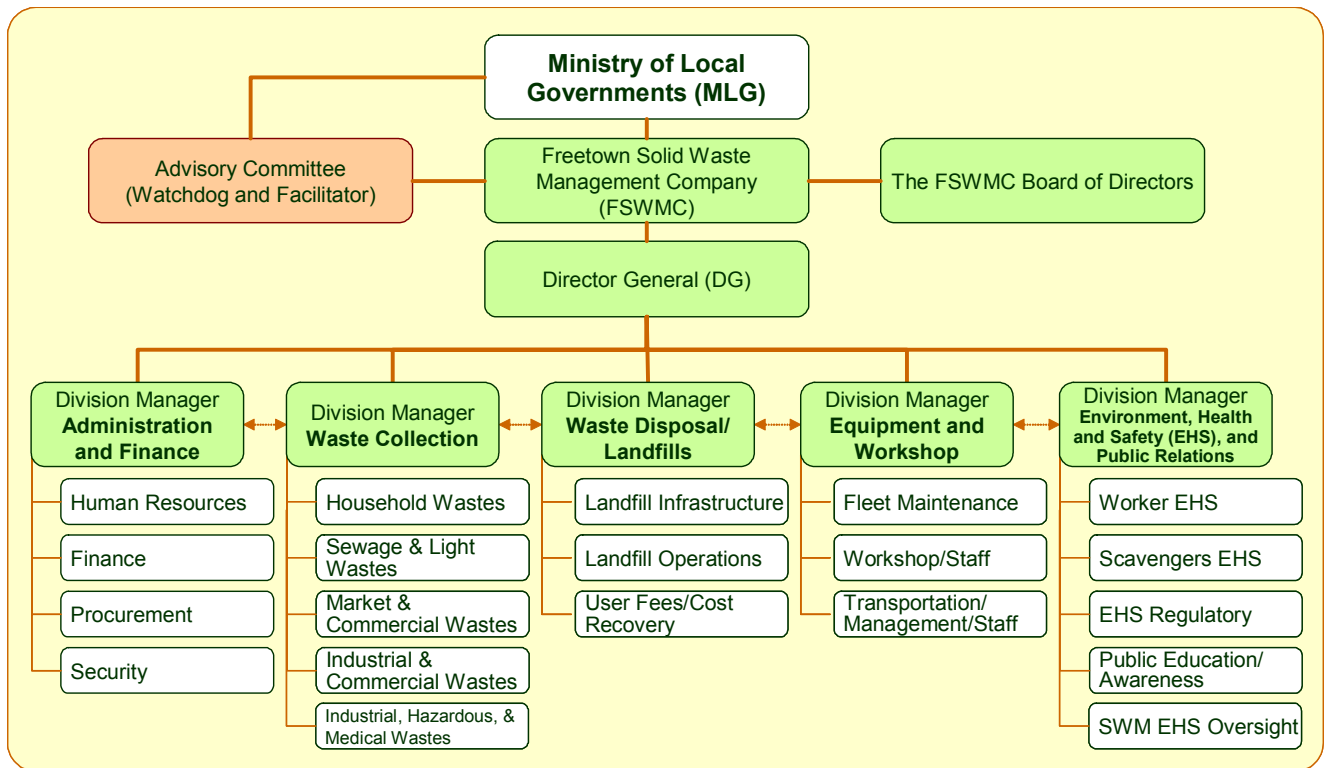 Ministry of Local
Governments (MLG)
Advisory Committee
(Watchdog and Facilitator)
Freetown Solid Waste
Management Company
(FSWMC)
The FSWMC Board of Directors
Director General (DG)
Division Manager
Administration
and Finance
Division Manager
Waste Collection
Division Manager
Waste Disposal/
Landfills
Division Manager
Equipment and
Workshop
Division Manager
Environment, Health
and Safety (EHS), and
Public Relations
Human Resources
Finance
Procurement
Security
Household Wastes
Sewage & Light
Wastes
Market &
Commercial Wastes
Industrial &
Commercial Wastes
Industrial, Hazardous, &
Medical Wastes
Landfill Infrastructure
Landfill Operations
User Fees/Cost
Recovery
Fleet Maintenance
Workshop/Staff
Transportation/
Management/Staff
Worker EHS
Scavengers EHS
EHS Regulatory
Public Education/
Awareness
SWM EHS Oversight